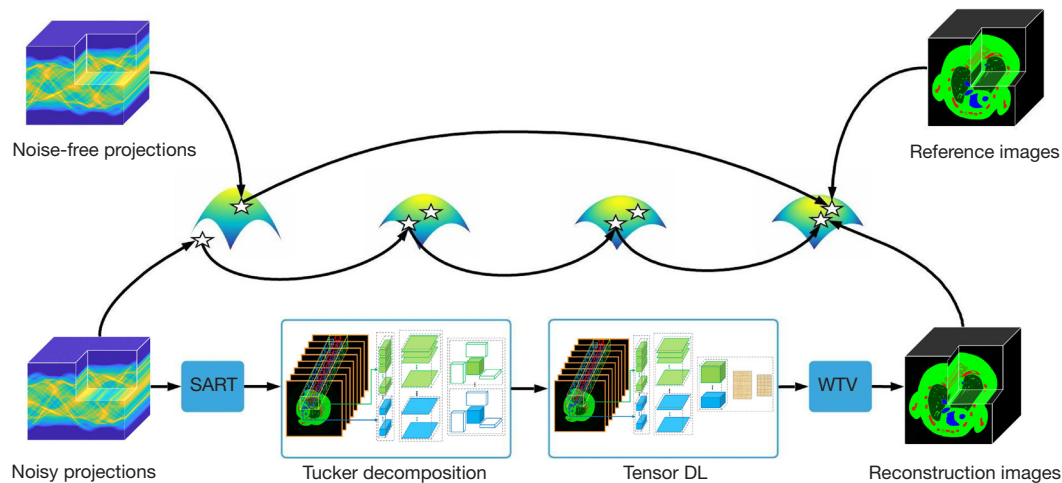 Noise-free projections
Reference images
SART
WTV
Noisy projections
Tucker decomposition
Tensor DL
Reconstruction images